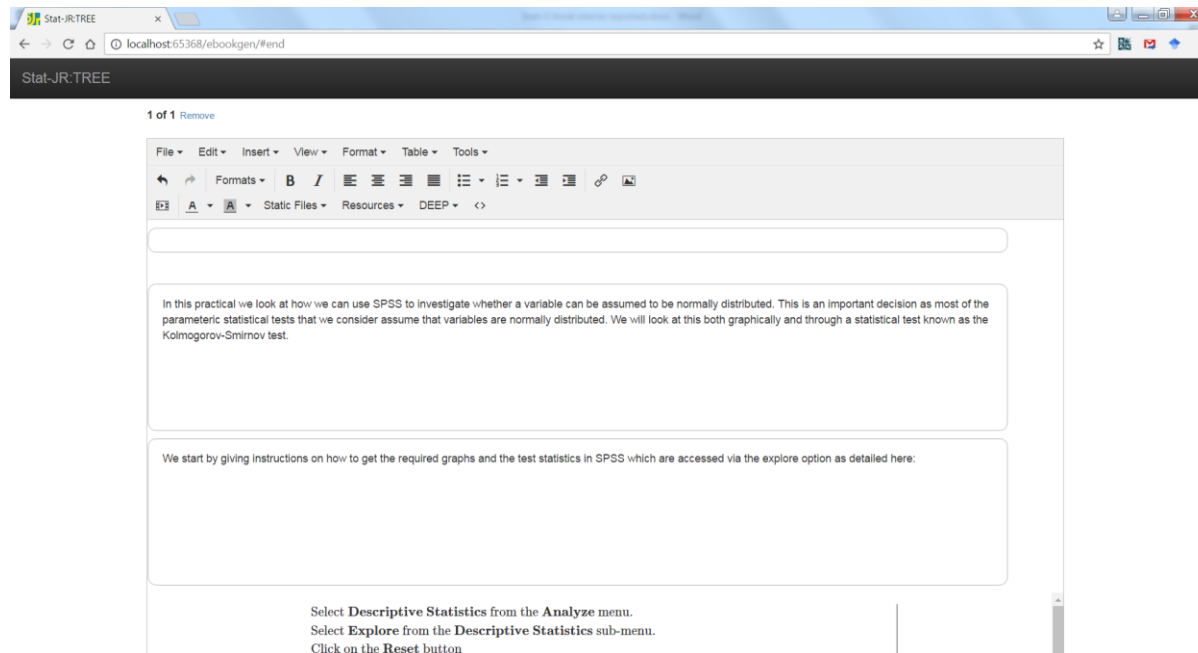 Stat-JR:TREE
localhost:65368/ebookgen/#end
Stat-JR:TREE
1 of 1 Remove
File Edit Insert View Format Table Tools
Formats B I
A A Static Files Resources DEEP <>
In this practical we look at how we can use SPSS to investigate whether a variable can be assumed to be normally distributed. This is an important decision as most of the
parameteric statistical tests that we consider assume that variables are normally distributed. We will look at this both graphically and through a statistical test known as the
Kolmogorov-Smirnov test.
We start by giving instructions on how to get the required graphs and the test statistics in SPSS which are accessed via the explore option as detailed here:
Select Descriptive Statistics from the Analyze menu.
Select Explore from the Descriptive Statistics sub-menu.
Click on the Reset button